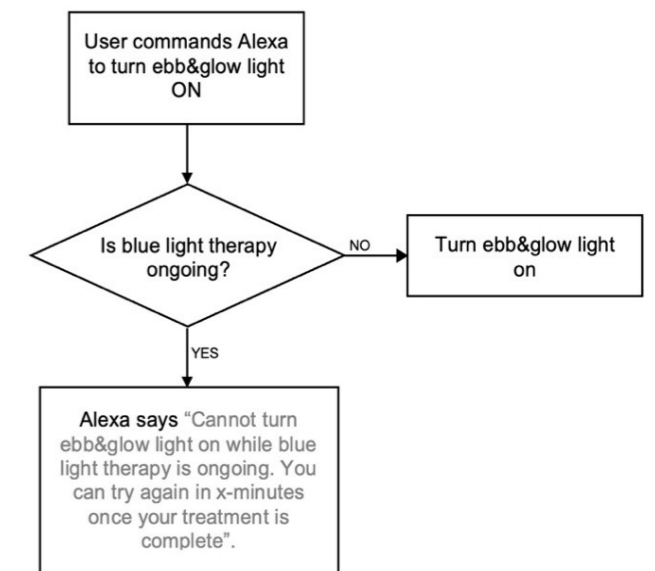 User commands Alexa
to turn ebb&glow light
ON
Is blue light therapy
ongoing?
NO
Turn ebb&glow light
on
YES
Alexa says “Cannot turn
ebb&glow light on while blue
light therapy is ongoing. You
can try again in x-minutes
once your treatment is
complete”.